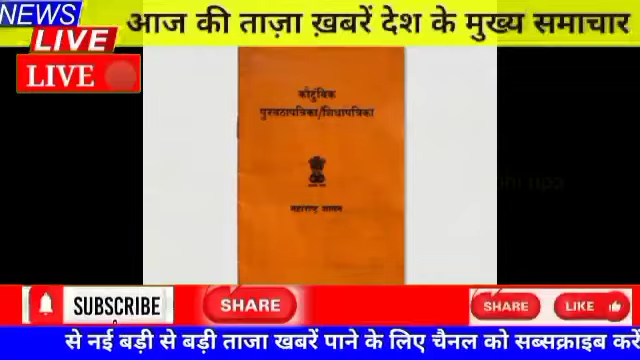 NEWS
LIVE
LIVE
आज की ताज़ा ख़बरें देश के मुख्य समाचार
कौटुंबिक
पुरवठापत्रिका/शिधापत्रिका
महाराष्ट्र शासन
SUBSCRIBE
SHARE
SHARE
LIKE
से नई बड़ी से बड़ी ताजा खबरें पाने के लिए चैनल को सब्सक्राइब करें